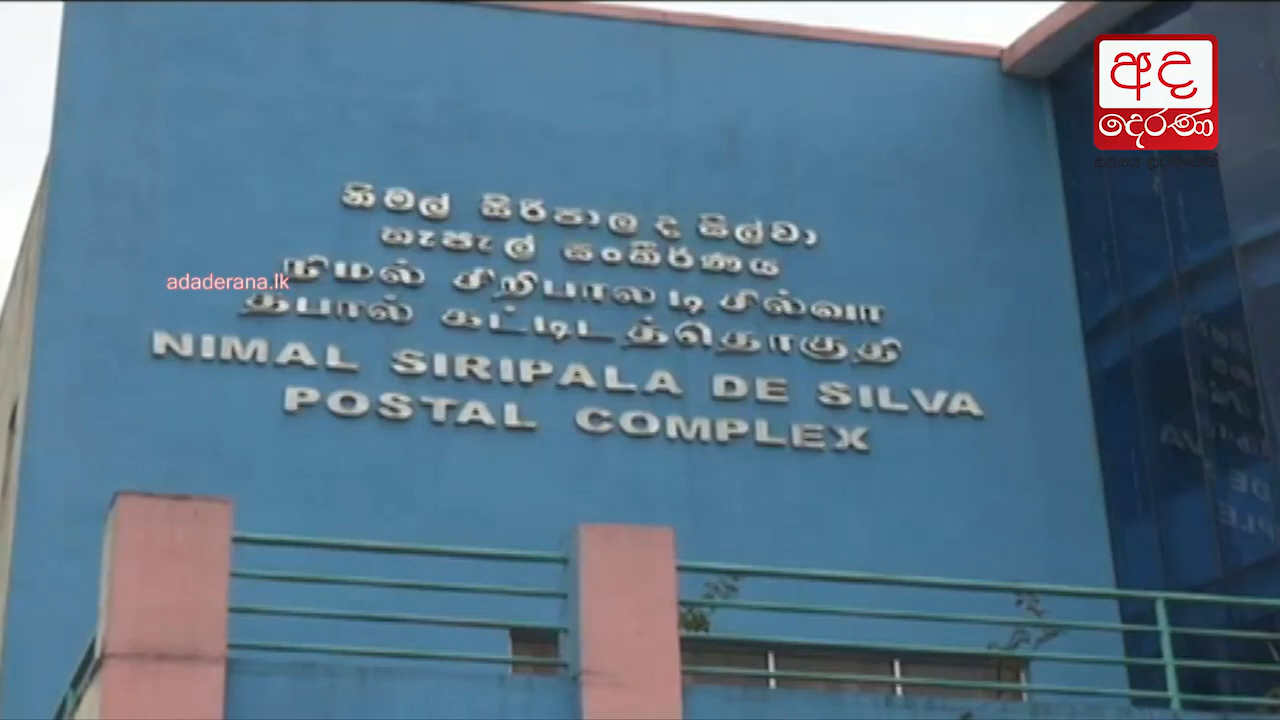 අද
දෙරණ
නිමල් සිරිපාල ද සිල්වා
තැපැල් සංකීර්ණය
நிமல் சிறிபால டி சில்வா
adaderana.lk
தபால் கட்டிடத்தொகுதி
NIMAL SIRIPALA DE SILVA
POSTAL COMPLEX